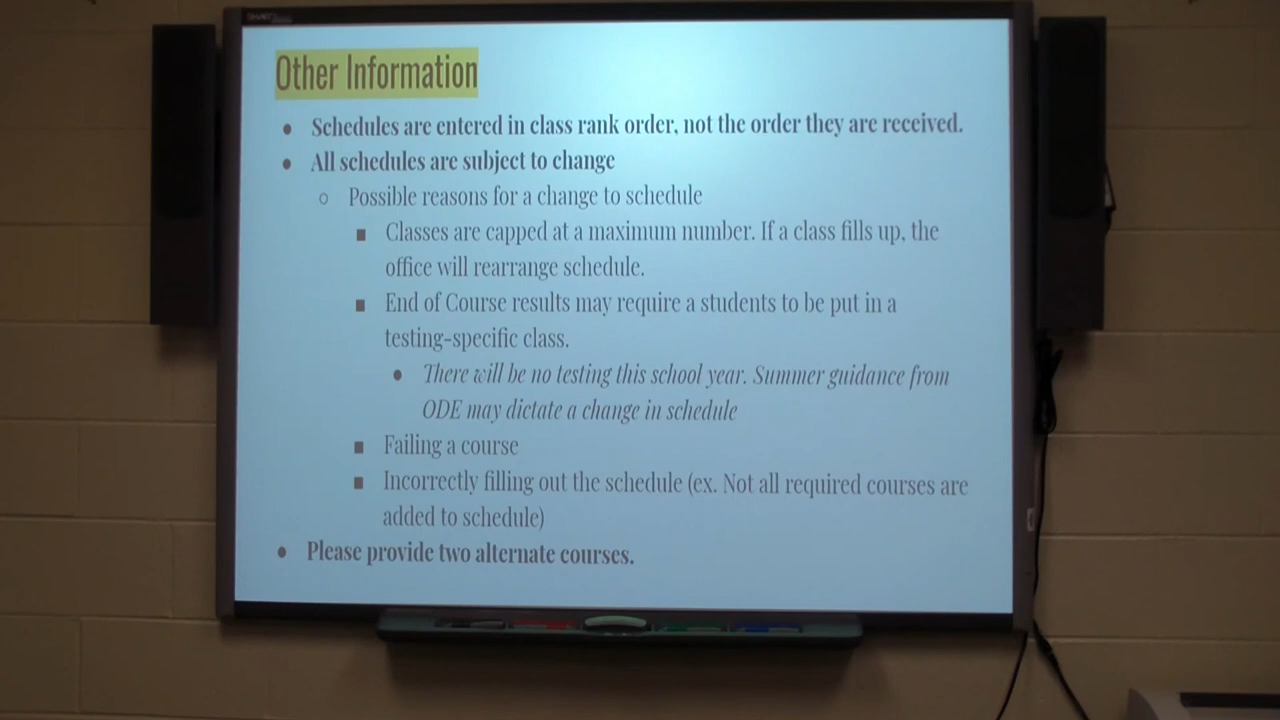 Other Information
● Schedules are entered in class rank order, not the order they are received.
● All schedules are subject to change
○ Possible reasons for a change to schedule
■ Classes are capped at a maximum number. If a class fills up, the
office will rearrange schedule.
■ End of Course results may require a students to be put in a
testing-specific class.
● There will be no testing this school year. Summer guidance from
ODE may dictate a change in schedule
■ Failing a course
■ Incorrectly filling out the schedule (ex. Not all required courses are
added to schedule)
● Please provide two alternate courses.